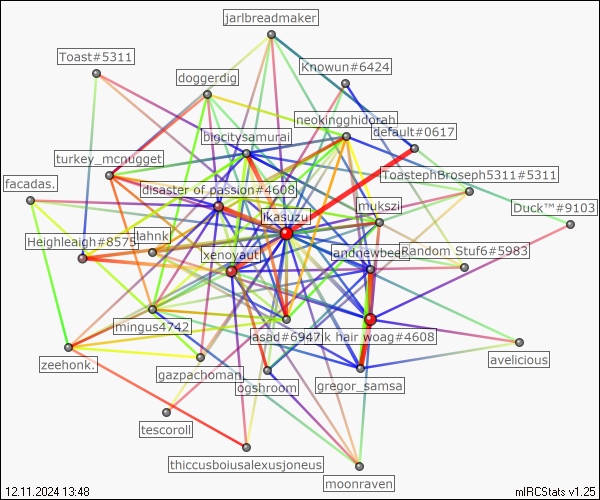 jarlbreadmaker
Toast#5311
Knowun#6424
doggerdig
neokingghidorah
default#0617
bigcitysamurai
turkey_mcnugget
ToastephBroseph5311#5311
facadas.
disaster of passion#4608
mukszi
Duck™#9103
ikasuzu
lahnk
Heighleaigh#8575
xenoyaut
andnewbee
Random Stuf6#5983
mingus4742
asad#6947
k hair woag#4608
avelicious
zeehonk.
gazpachoman
ogshroom
gregor_samsa
tescoroll
thiccusboiusalexusjoneus
moonraven
12.11.2024 13:48
mIRCStats v1.25